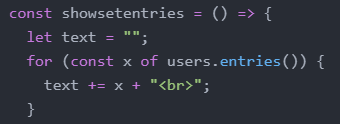 const showsetentries = () => {
  let text = "";
  for (const x of users.entries()) {
    text += x + "<br>";
  }